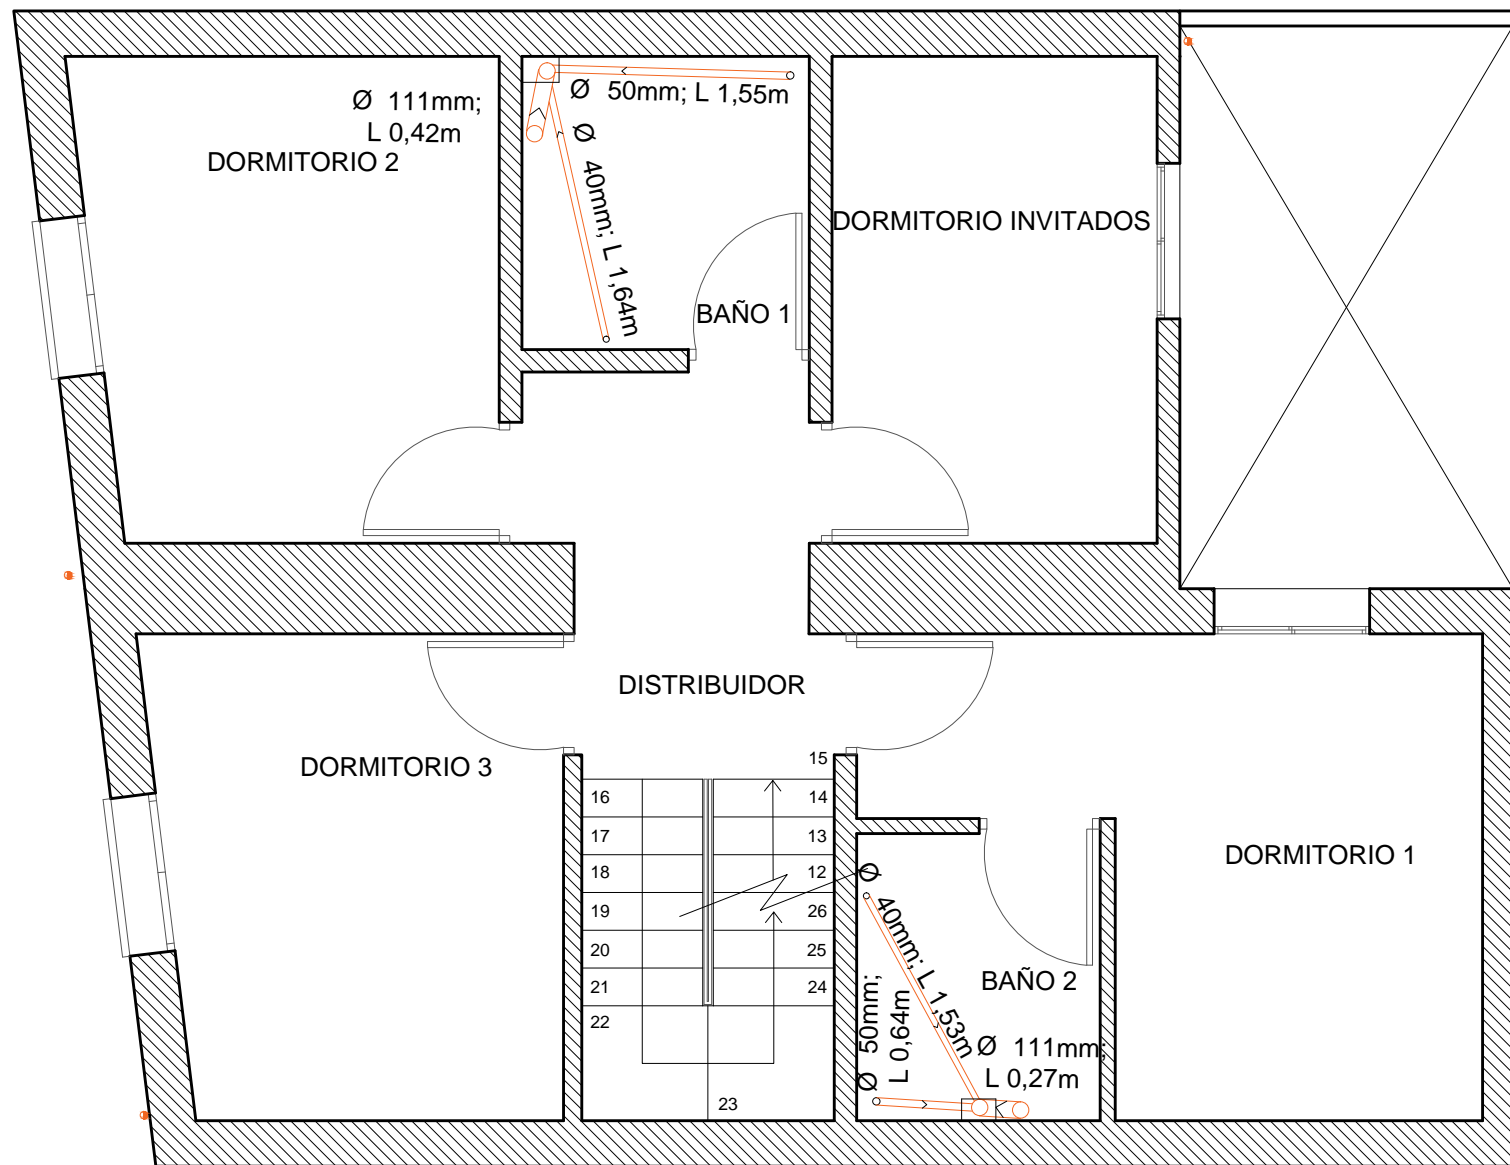 Ø 111mm;
L 0,42m
Ø 50mm; L 1,55m
DORMITORIO 2
Ø 40mm; L 1,64m
DORMITORIO INVITADOS
BAÑO 1
DISTRIBUIDOR
DORMITORIO 3
15
16
14
17
13
18
12
19
26
20
25
21
24
22
23
DORMITORIO 1
Ø 40mm; L 1,53m
BAÑO 2
Ø 50mm;
L 0,64m
Ø 111mm;
L 0,27m